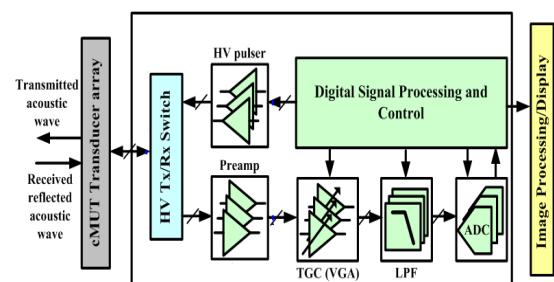 Transmitted
acoustic
wave
Received
reflected
acoustic
wave
cMUT Transducer array
HV Tx/Rx Switch
HV pulser
Digital Signal Processing and
Control
Preamp
TGC (VGA)
LPF
ADC
Image Processing/Display